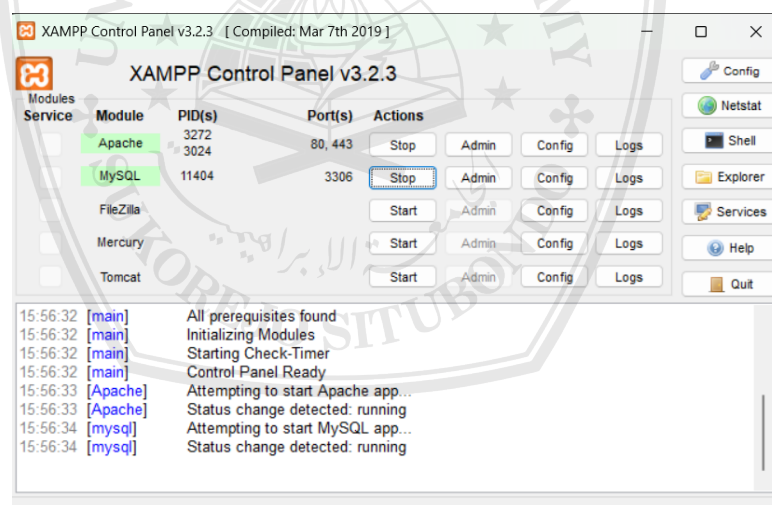 XAMPP Control Panel v3.2.3 [ Compiled: Mar 7th 2019 ]
XAMPP Control Panel v3.2.3
Config
Modules
Service Module PID(s) Port(s) Actions
Netstat
Apache 3272 3024 80, 443 Stop Admin Config Logs
Shell
MySQL 11404 3306 Stop Admin Config Logs
Explorer
FileZilla Start Admin Config Logs
Services
Mercury Start Admin Config Logs
Help
Tomcat Start Admin Config Logs
Quit
15:56:32 [main] All prerequisites found
15:56:32 [main] Initializing Modules
15:56:32 [main] Starting Check-Timer
15:56:32 [main] Control Panel Ready
15:56:33 [Apache] Attempting to start Apache app...
15:56:33 [Apache] Status change detected: running
15:56:34 [mysql] Attempting to start MySQL app...
15:56:34 [mysql] Status change detected: running
SUKOREJO SITUBONDO